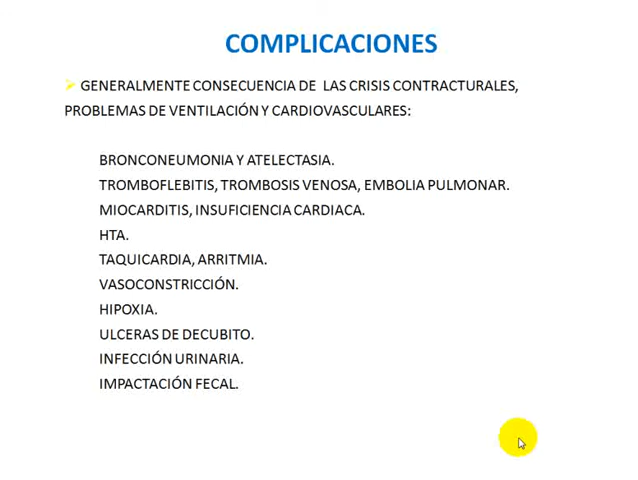 COMPLICACIONES
GENERALMENTE CONSECUENCIA DE LAS CRISIS CONTRACTURALES,
PROBLEMAS DE VENTILACIÓN Y CARDIOVASCULARES:
BRONCONEUMONIA Y ATELECTASIA.
TROMBOFLEBITIS, TROMBOSIS VENOSA, EMBOLIA PULMONAR.
MIOCARDITIS, INSUFICIENCIA CARDIACA.
HTA.
TAQUICARDIA, ARRITMIA.
VASOCONSTRICCIÓN.
HIPOXIA.
ULCERAS DE DECUBITO.
INFECCIÓN URINARIA.
IMPACTACIÓN FECAL.